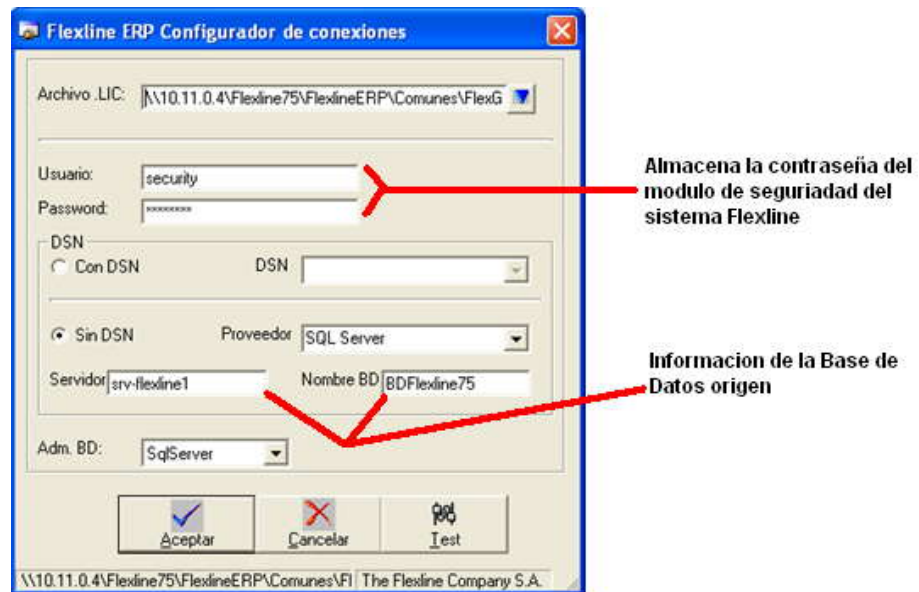 Flexline ERP Configurador de conexiones
Archivo .LIC: \\10.11.0.4\Flexline75\FlexlineERP\Comunes\FlexG
Usuario: security
Password: ××××××××
Almacena la contraseña del
modulo de seguriadad del
sistema Flexline
DSN
Con DSN DSN
Sin DSN Proveedor SQL Server
Servidor srv-flexline1 Nombre BD BDFlexline75
Informacion de la Base de
Datos origen
Adm. BD: SqlServer
Aceptar Cancelar Test
\\10.11.0.4\Flexline75\FlexlineERP\Comunes\Fl The Flexline Company S.A.